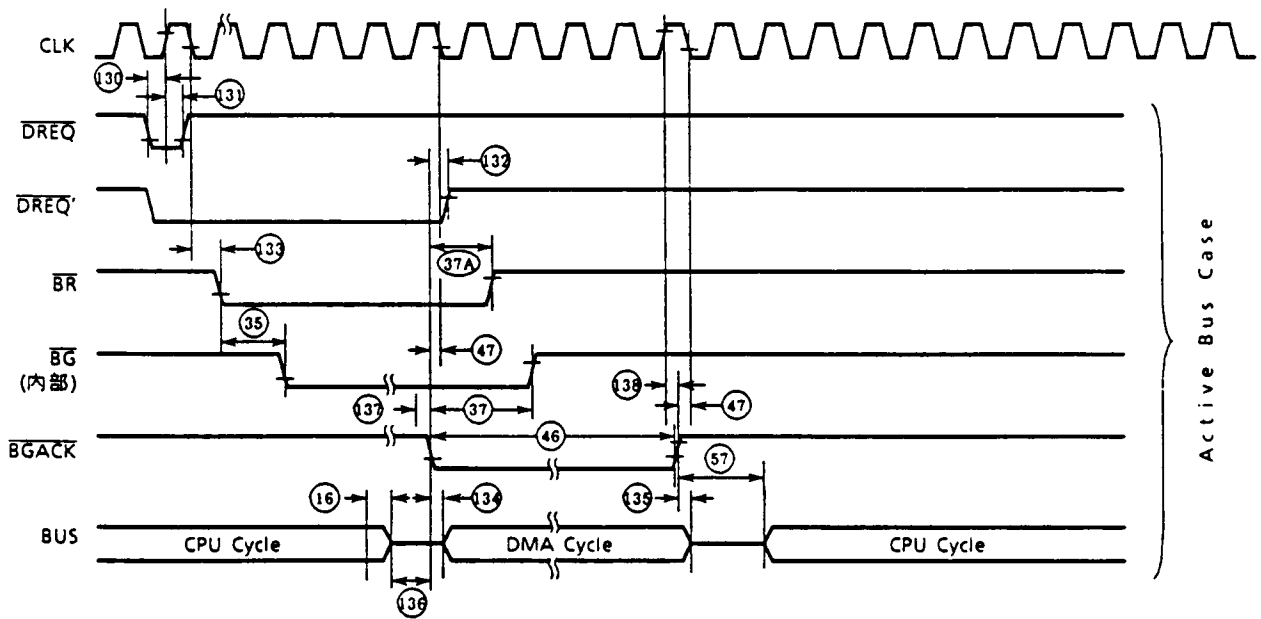 CLK
130
131
DREQ
132
DREQ'
133
37A
BR
35
47
BG
(内部)
138
137
37
47
46
BGACK
57
16
134
135
BUS
CPU Cycle
DMA Cycle
CPU Cycle
136
Active Bus Case